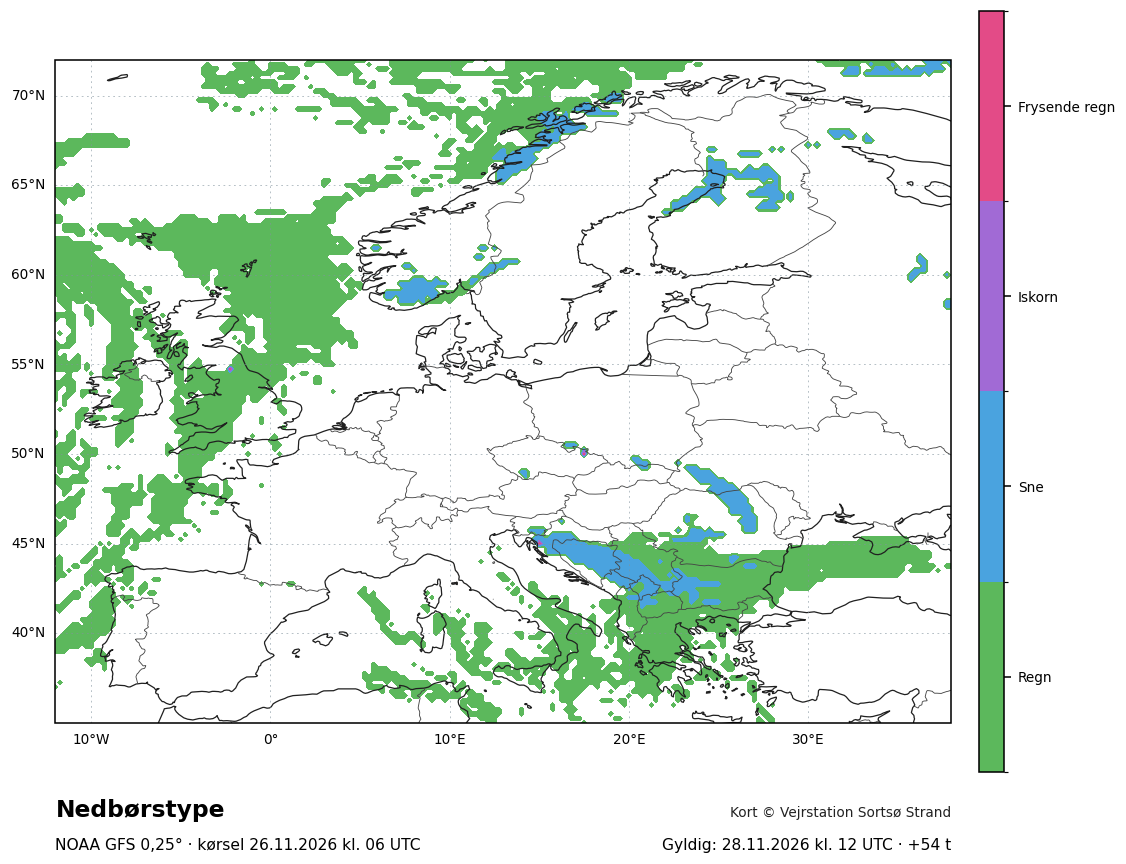 Frysende regn
Iskorn
Sne
Regn
70°N
65°N
60°N
55°N
50°N
45°N
40°N
10°W
0°
10°E
20°E
30°E
Nedbørstype
Kort © Vejrstation Sortsø Strand
NOAA GFS 0,25° · kørsel 26.11.2026 kl. 06 UTC
Gyldig: 28.11.2026 kl. 12 UTC · +54 t